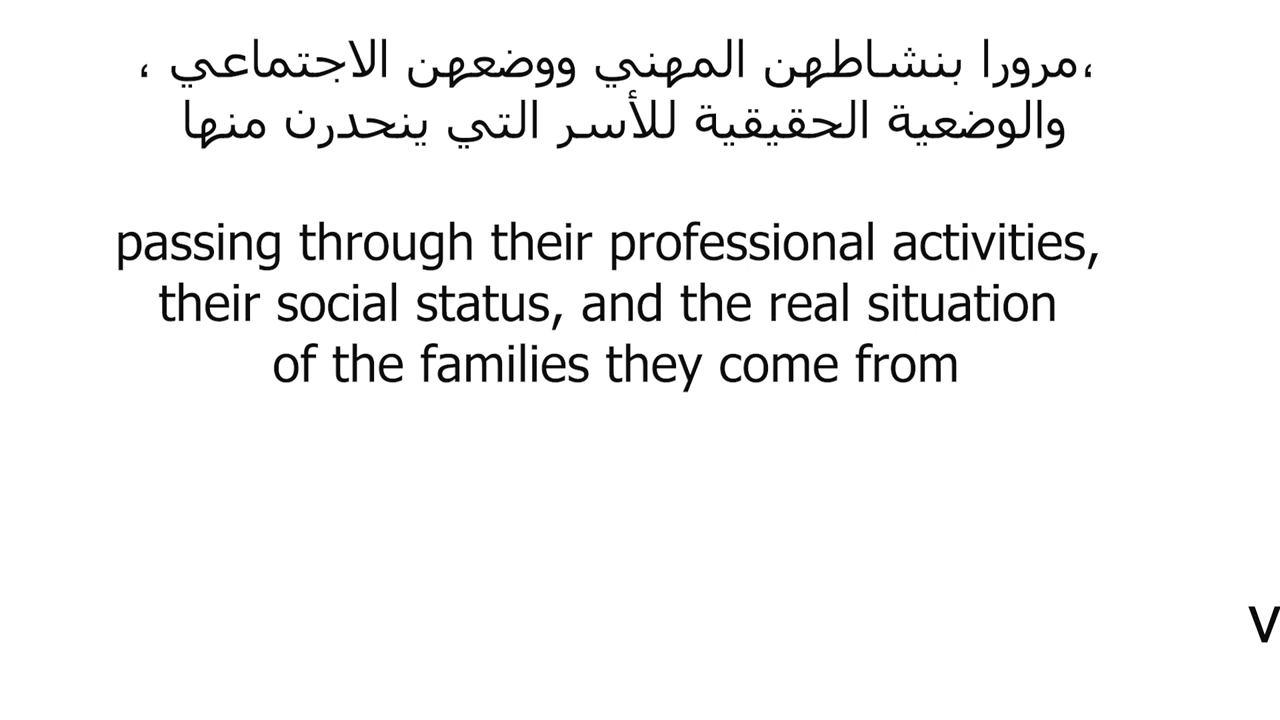 ،مرورا بنشاطهن المهني ووضعهن الاجتماعي ،
والوضعية الحقيقية للأسر التي ينحدرن منها
passing through their professional activities,
their social status, and the real situation
of the families they come from
v